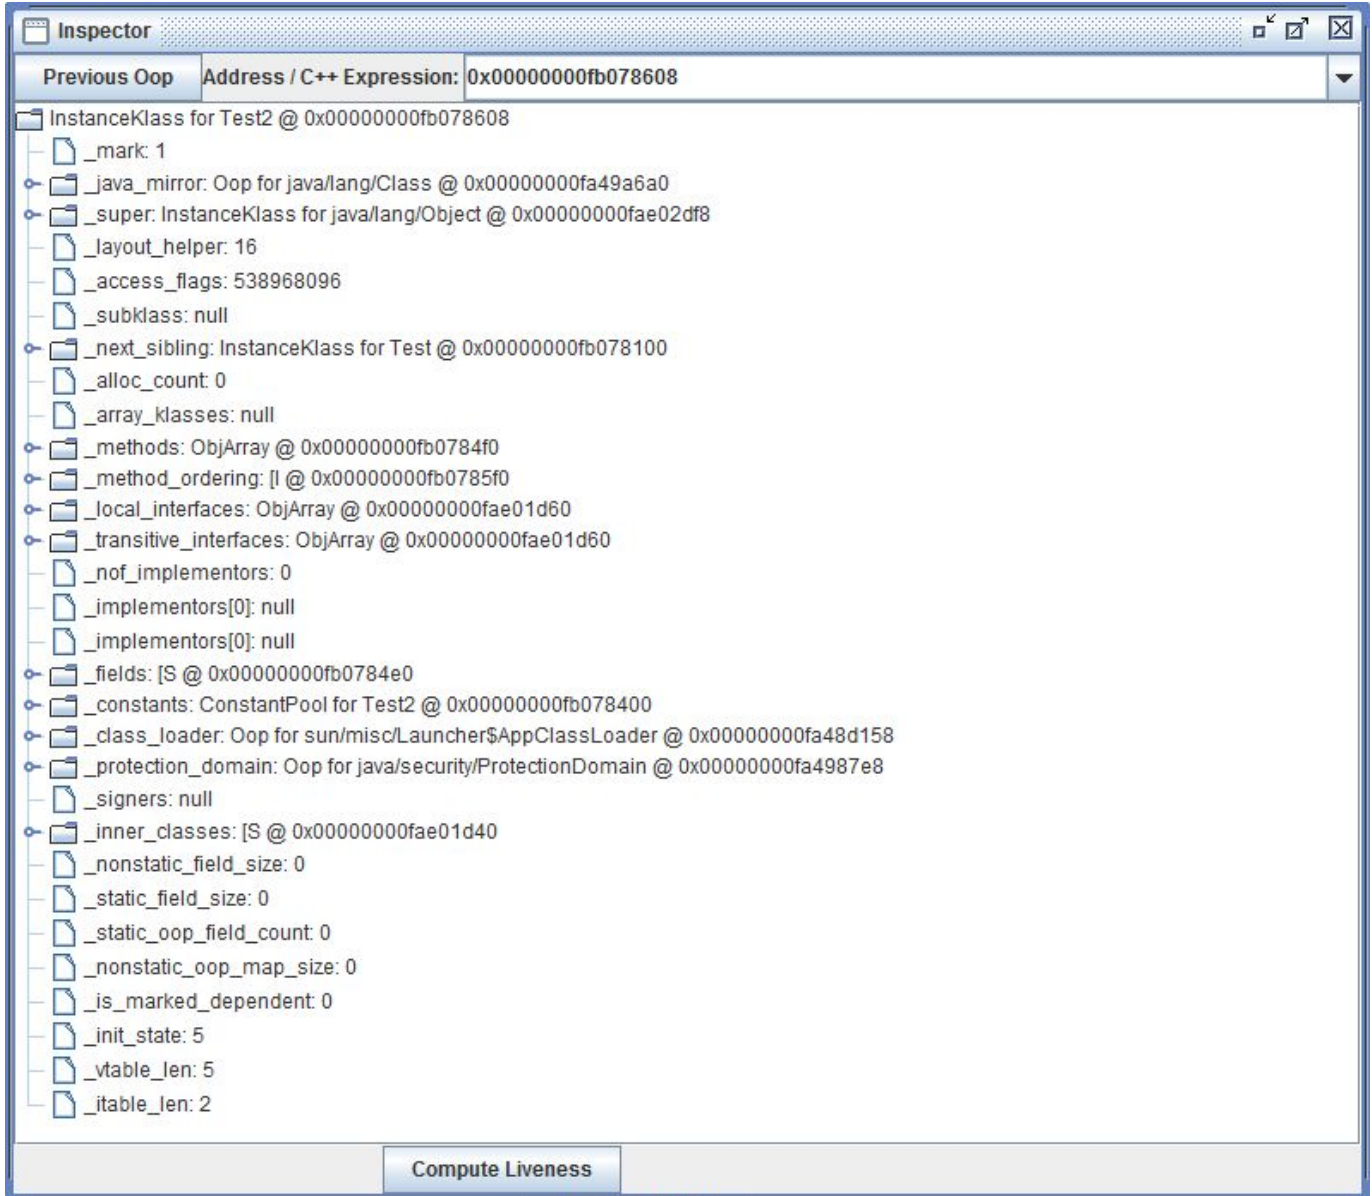 Inspector
Previous Oop Address / C++ Expression: 0x00000000fb078608
InstanceKlass for Test2 @ 0x00000000fb078608
_mark: 1
_java_mirror: Oop for java/lang/Class @ 0x00000000fa49a6a0
_super: InstanceKlass for java/lang/Object @ 0x00000000fae02df8
_layout_helper: 16
_access_flags: 538968096
_subklass: null
_next_sibling: InstanceKlass for Test @ 0x00000000fb078100
_alloc_count: 0
_array_klasses: null
_methods: ObjArray @ 0x00000000fb0784f0
_method_ordering: [I @ 0x00000000fb0785f0
_local_interfaces: ObjArray @ 0x00000000fae01d60
_transitive_interfaces: ObjArray @ 0x00000000fae01d60
_nof_implementors: 0
_implementors[0]: null
_implementors[0]: null
_fields: [S @ 0x00000000fb0784e0
_constants: ConstantPool for Test2 @ 0x00000000fb078400
_class_loader: Oop for sun/misc/Launcher$AppClassLoader @ 0x00000000fa48d158
_protection_domain: Oop for java/security/ProtectionDomain @ 0x00000000fa4987e8
_signers: null
_inner_classes: [S @ 0x00000000fae01d40
_nonstatic_field_size: 0
_static_field_size: 0
_static_oop_field_count: 0
_nonstatic_oop_map_size: 0
_is_marked_dependent: 0
_init_state: 5
_vtable_len: 5
_itable_len: 2
Compute Liveness